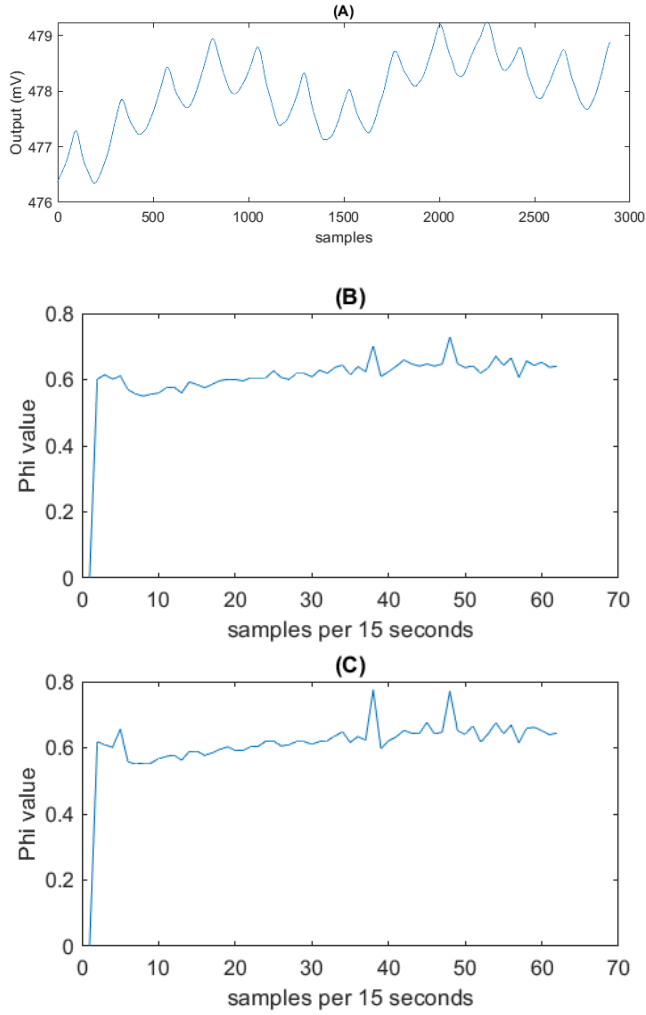 (A)
479
478
477
476
Output (mV)
0 500 1000 1500 2000 2500 3000
samples
(B)
0.8
0.6
0.4
0.2
0
Phi value
0 10 20 30 40 50 60 70
samples per 15 seconds
(C)
0.8
0.6
0.4
0.2
0
Phi value
0 10 20 30 40 50 60 70
samples per 15 seconds